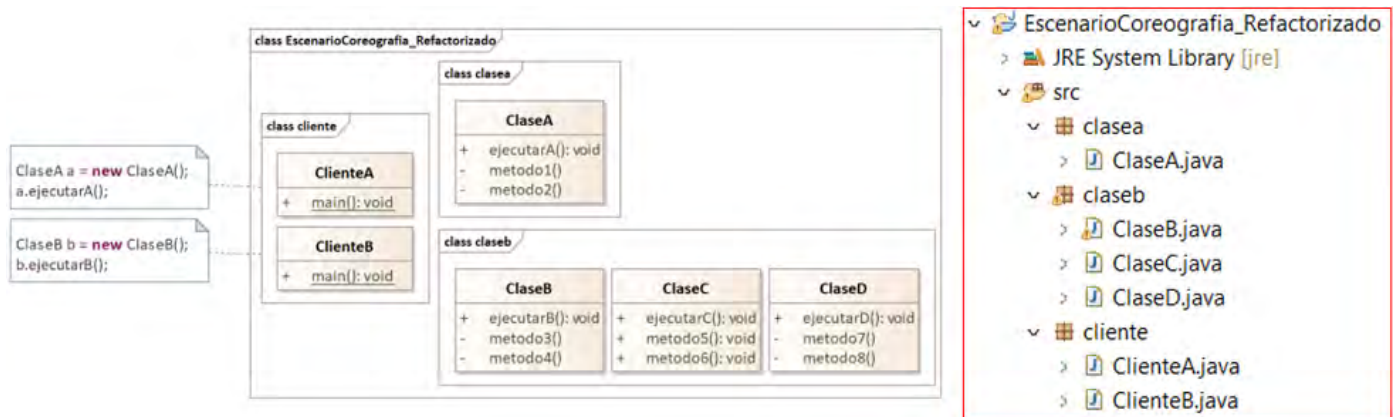 class EscenarioCoreografia_Refactorizado
class cliente
ClienteA
+ main(): void
ClienteB
+ main(): void
ClaseA a = new ClaseA();
a.ejecutarA();
ClaseB b = new ClaseB();
b.ejecutarB();
class clasea
ClaseA
+ ejecutarA(): void
- metodo1()
- metodo2()
class claseb
ClaseB
+ ejecutarB(): void
- metodo3()
- metodo4()
ClaseC
+ ejecutarC(): void
+ metodo5(): void
+ metodo6(): void
ClaseD
+ ejecutarD(): void
- metodo7()
- metodo8()
EscenarioCoreografia_Refactorizado
JRE System Library [jre]
src
clasea
ClaseA.java
claseb
ClaseB.java
ClaseC.java
ClaseD.java
cliente
ClienteA.java
ClienteB.java